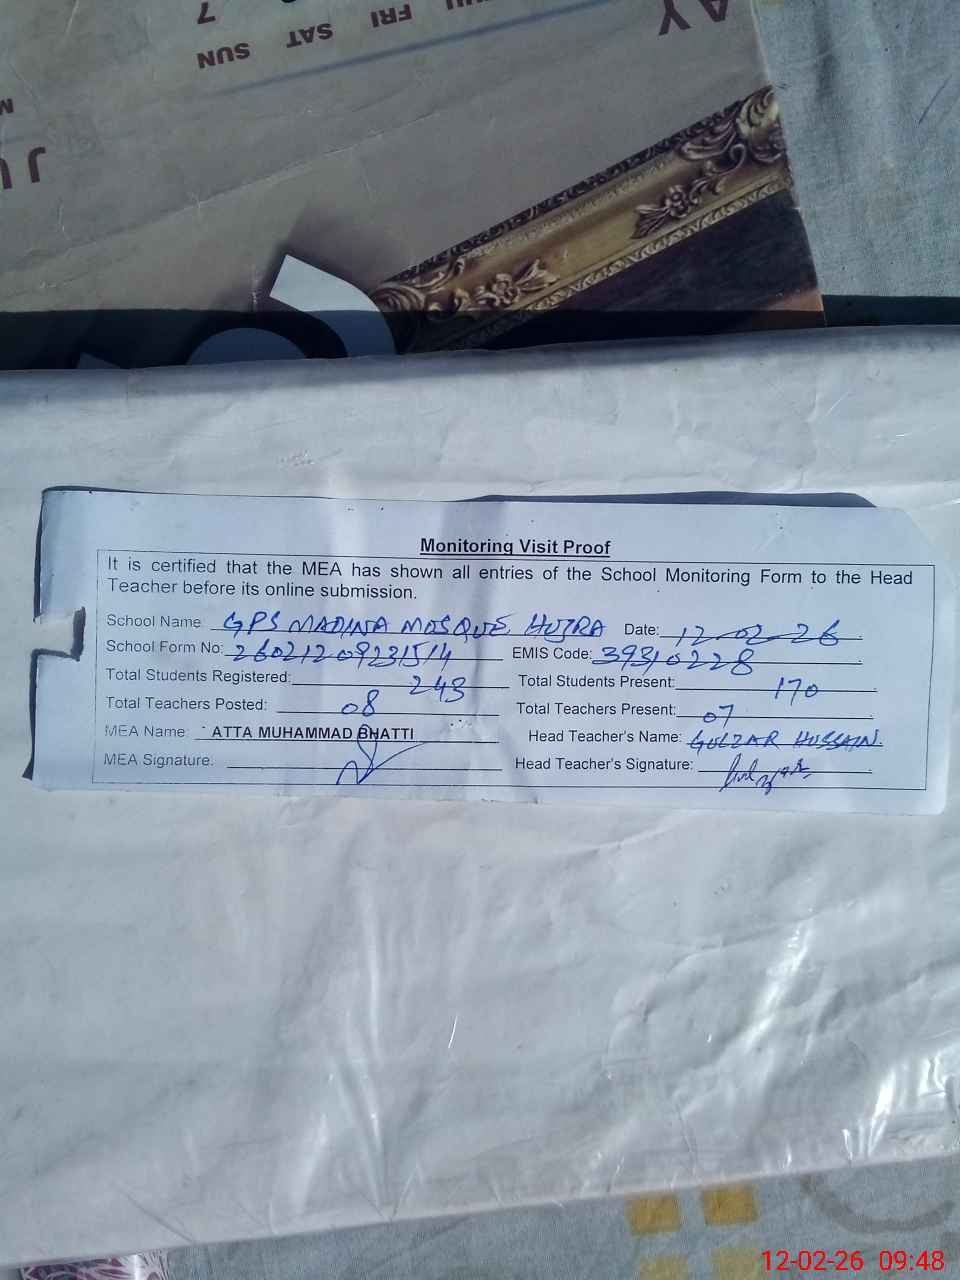 AY
FRI SAT SUN
7
JU
Monitoring Visit Proof
It is certified that the MEA has shown all entries of the School Monitoring Form to the Head
Teacher before its online submission.
School Name GPS MADINA MOSQUE HUJRA Date: 12-02-26
School Form No: 26021209231514 EMIS Code: 39310228
Total Students Registered: 243 Total Students Present: 170
Total Teachers Posted: 08 Total Teachers Present: 07
MEA Name: ATTA MUHAMMAD BHATTI Head Teacher's Name: GULZAR HUSSAIN.
MEA Signature: Head Teacher's Signature:
12-02-26 09:48